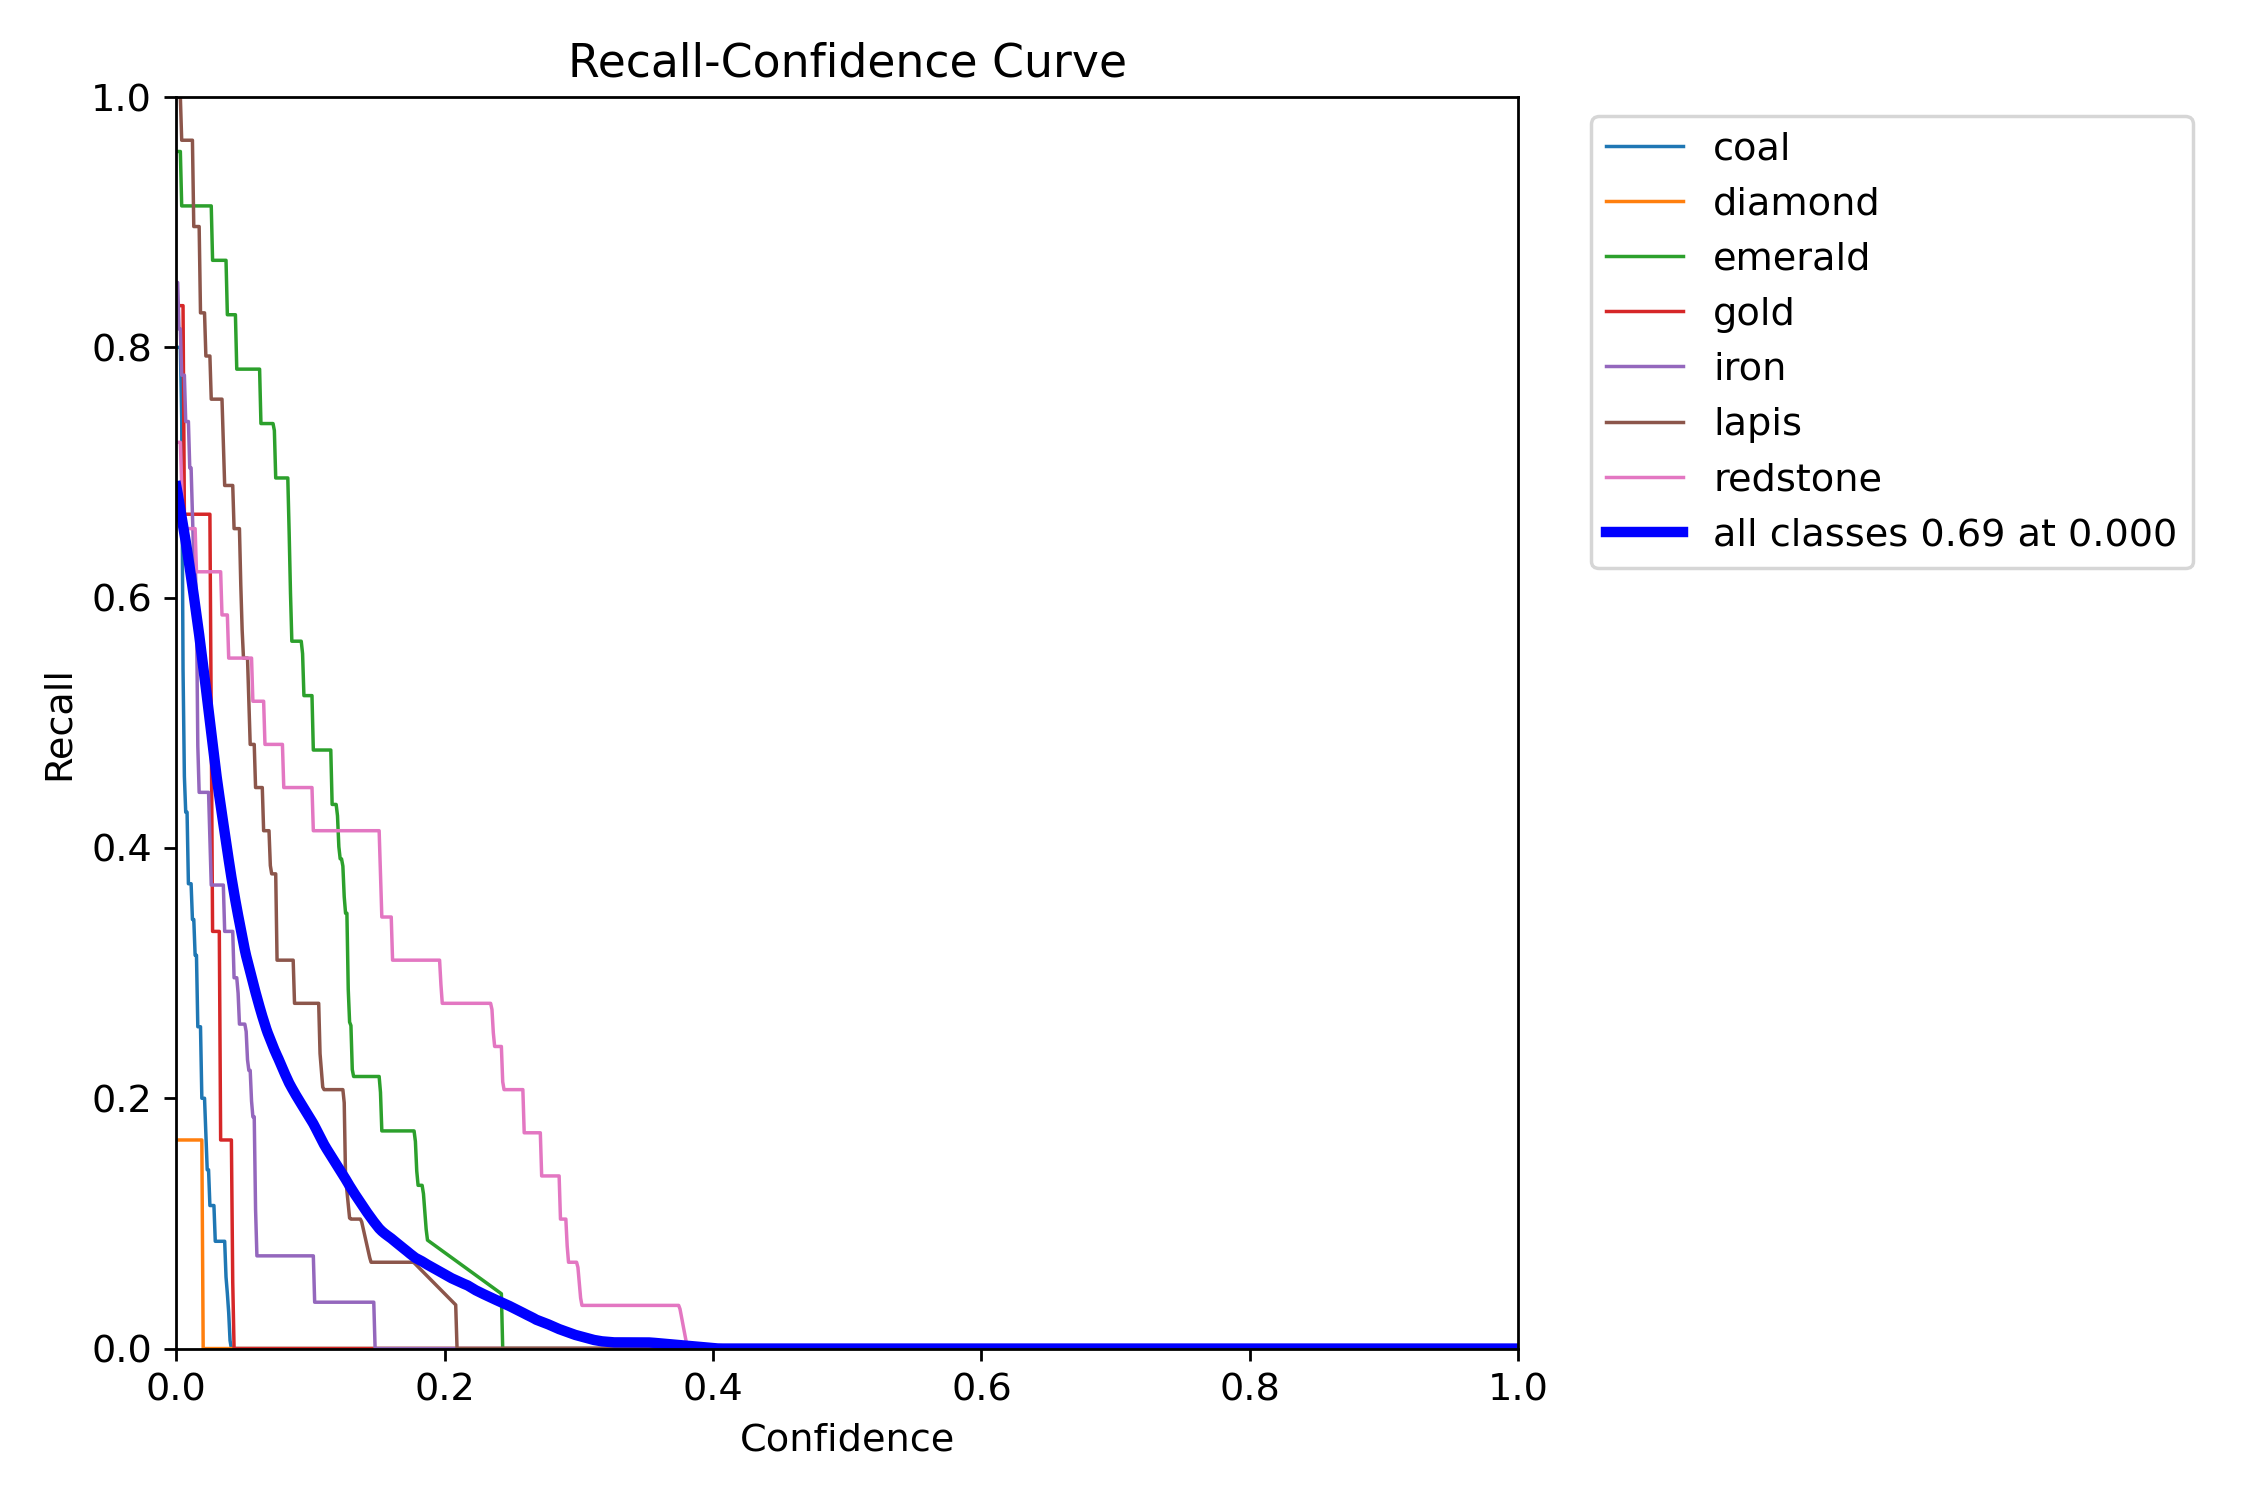 Recall-Confidence Curve
1.0
0.8
0.6
0.4
0.2
0.0
Recall
0.0 0.2 0.4 0.6 0.8 1.0
Confidence
coal
diamond
emerald
gold
iron
lapis
redstone
all classes 0.69 at 0.000